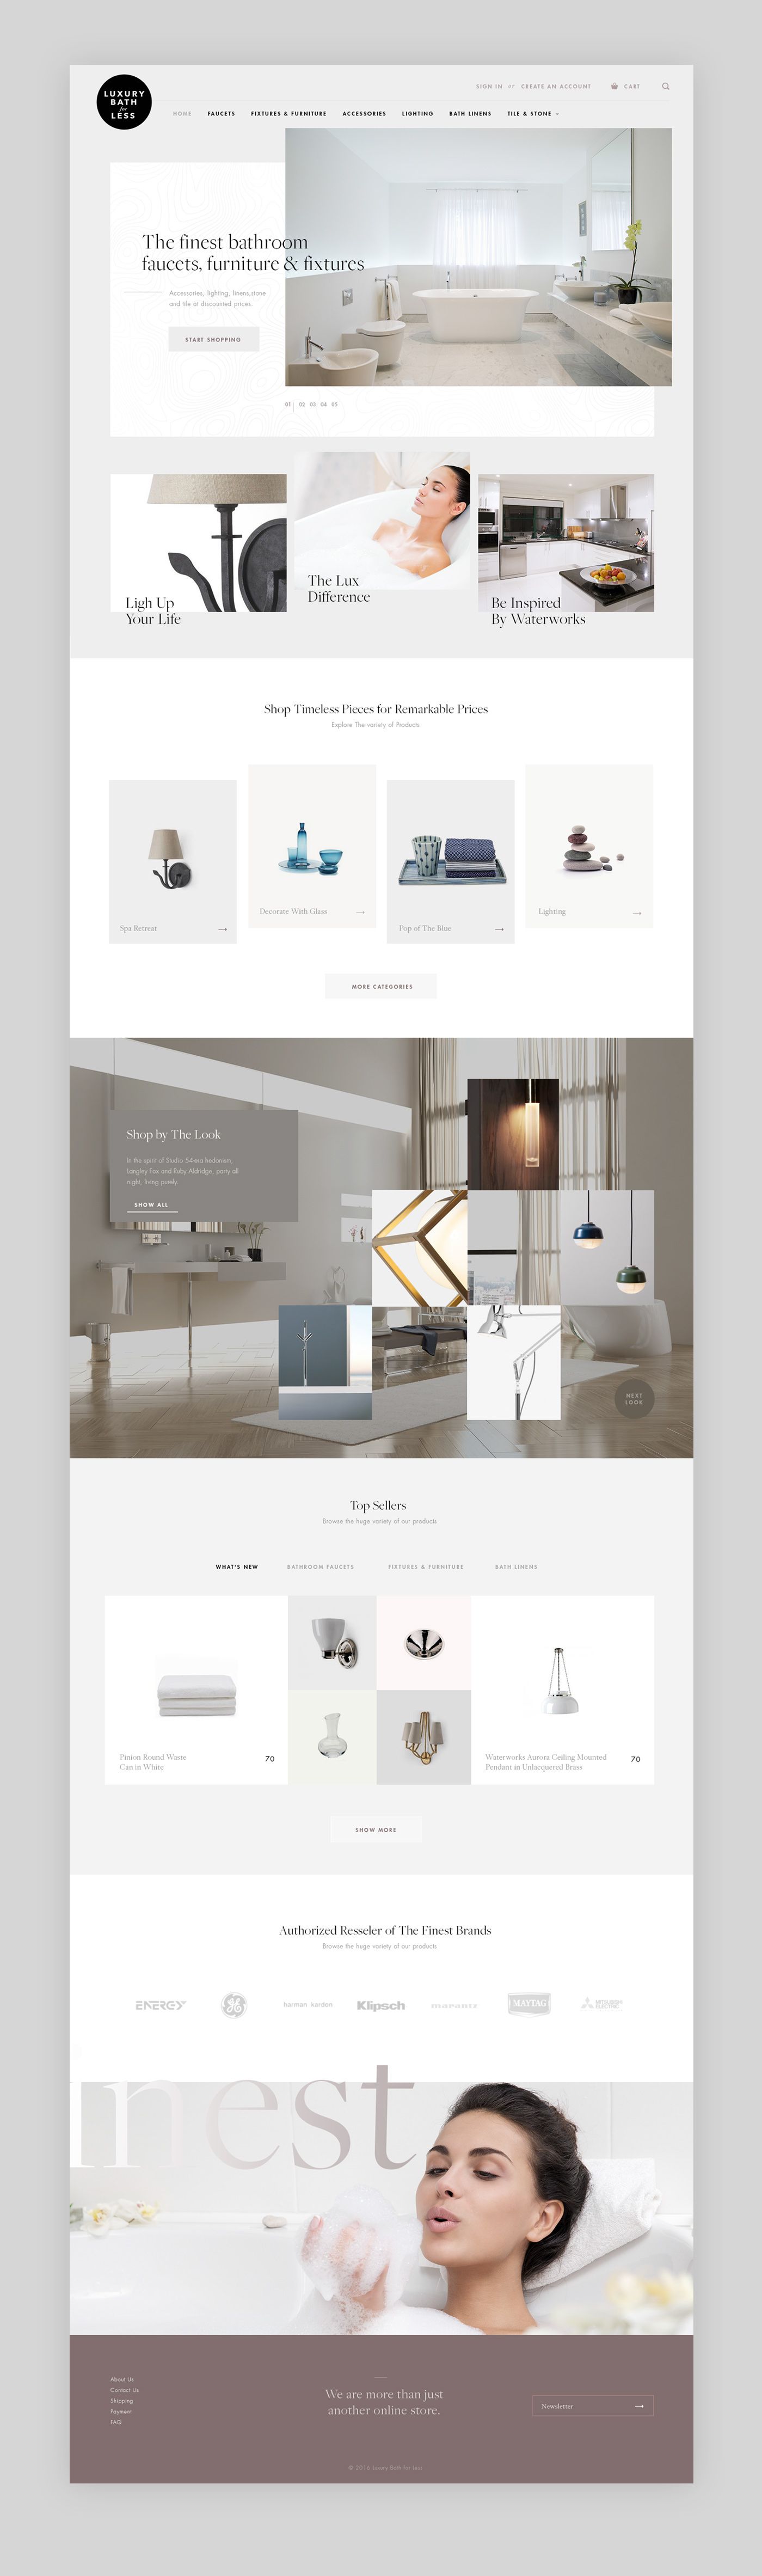 LUXURY
BATH
for
LESS
SIGN IN or CREATE AN ACCOUNT
CART
HOME FAUCETS FIXTURES & FURNITURE ACCESSORIES LIGHTING BATH LINENS TILE & STONE
The finest bathroom
faucets, furniture & fixtures
Accessories, lighting, linens,stone
and tile at discounted prices
START SHOPPING
01 02 03 04 05
Ligh Up
Your Life
The Lux
Difference
Be Inspired
By Waterworks
Shop Timeless Pieces for Remarkable Prices
Explore The variety of Products
Spa Retreat
Decorate With Glass
Pop of The Blue
Lighting
MORE CATEGORIES
Shop by The Look
In the spirit of Studio 54-era hedonism,
Langley Fox and Ruby Aldridge, party all
night, living purely.
SHOW ALL
NEXT
LOOK
Top Sellers
Browse the huge variety of our products
WHAT'S NEW BATHROOM FAUCETS FIXTURES & FURNITURE BATH LINENS
Pinion Round Waste
Can in White
70
Waterworks Aurora Ceiling Mounted
Pendant in Unlacquered Brass
70
SHOW MORE
Authorized Resseler of The Finest Brands
Browse the huge variety of our products
ENERGY
GE
harman kardon
Klipsch
marantz
MAYTAG
MITSUBISHI
ELECTRIC
nest
About Us
Contact Us
Shipping
Payment
FAQ
We are more than just
another online store.
Newsletter
© 2016 Luxury Bath for Less